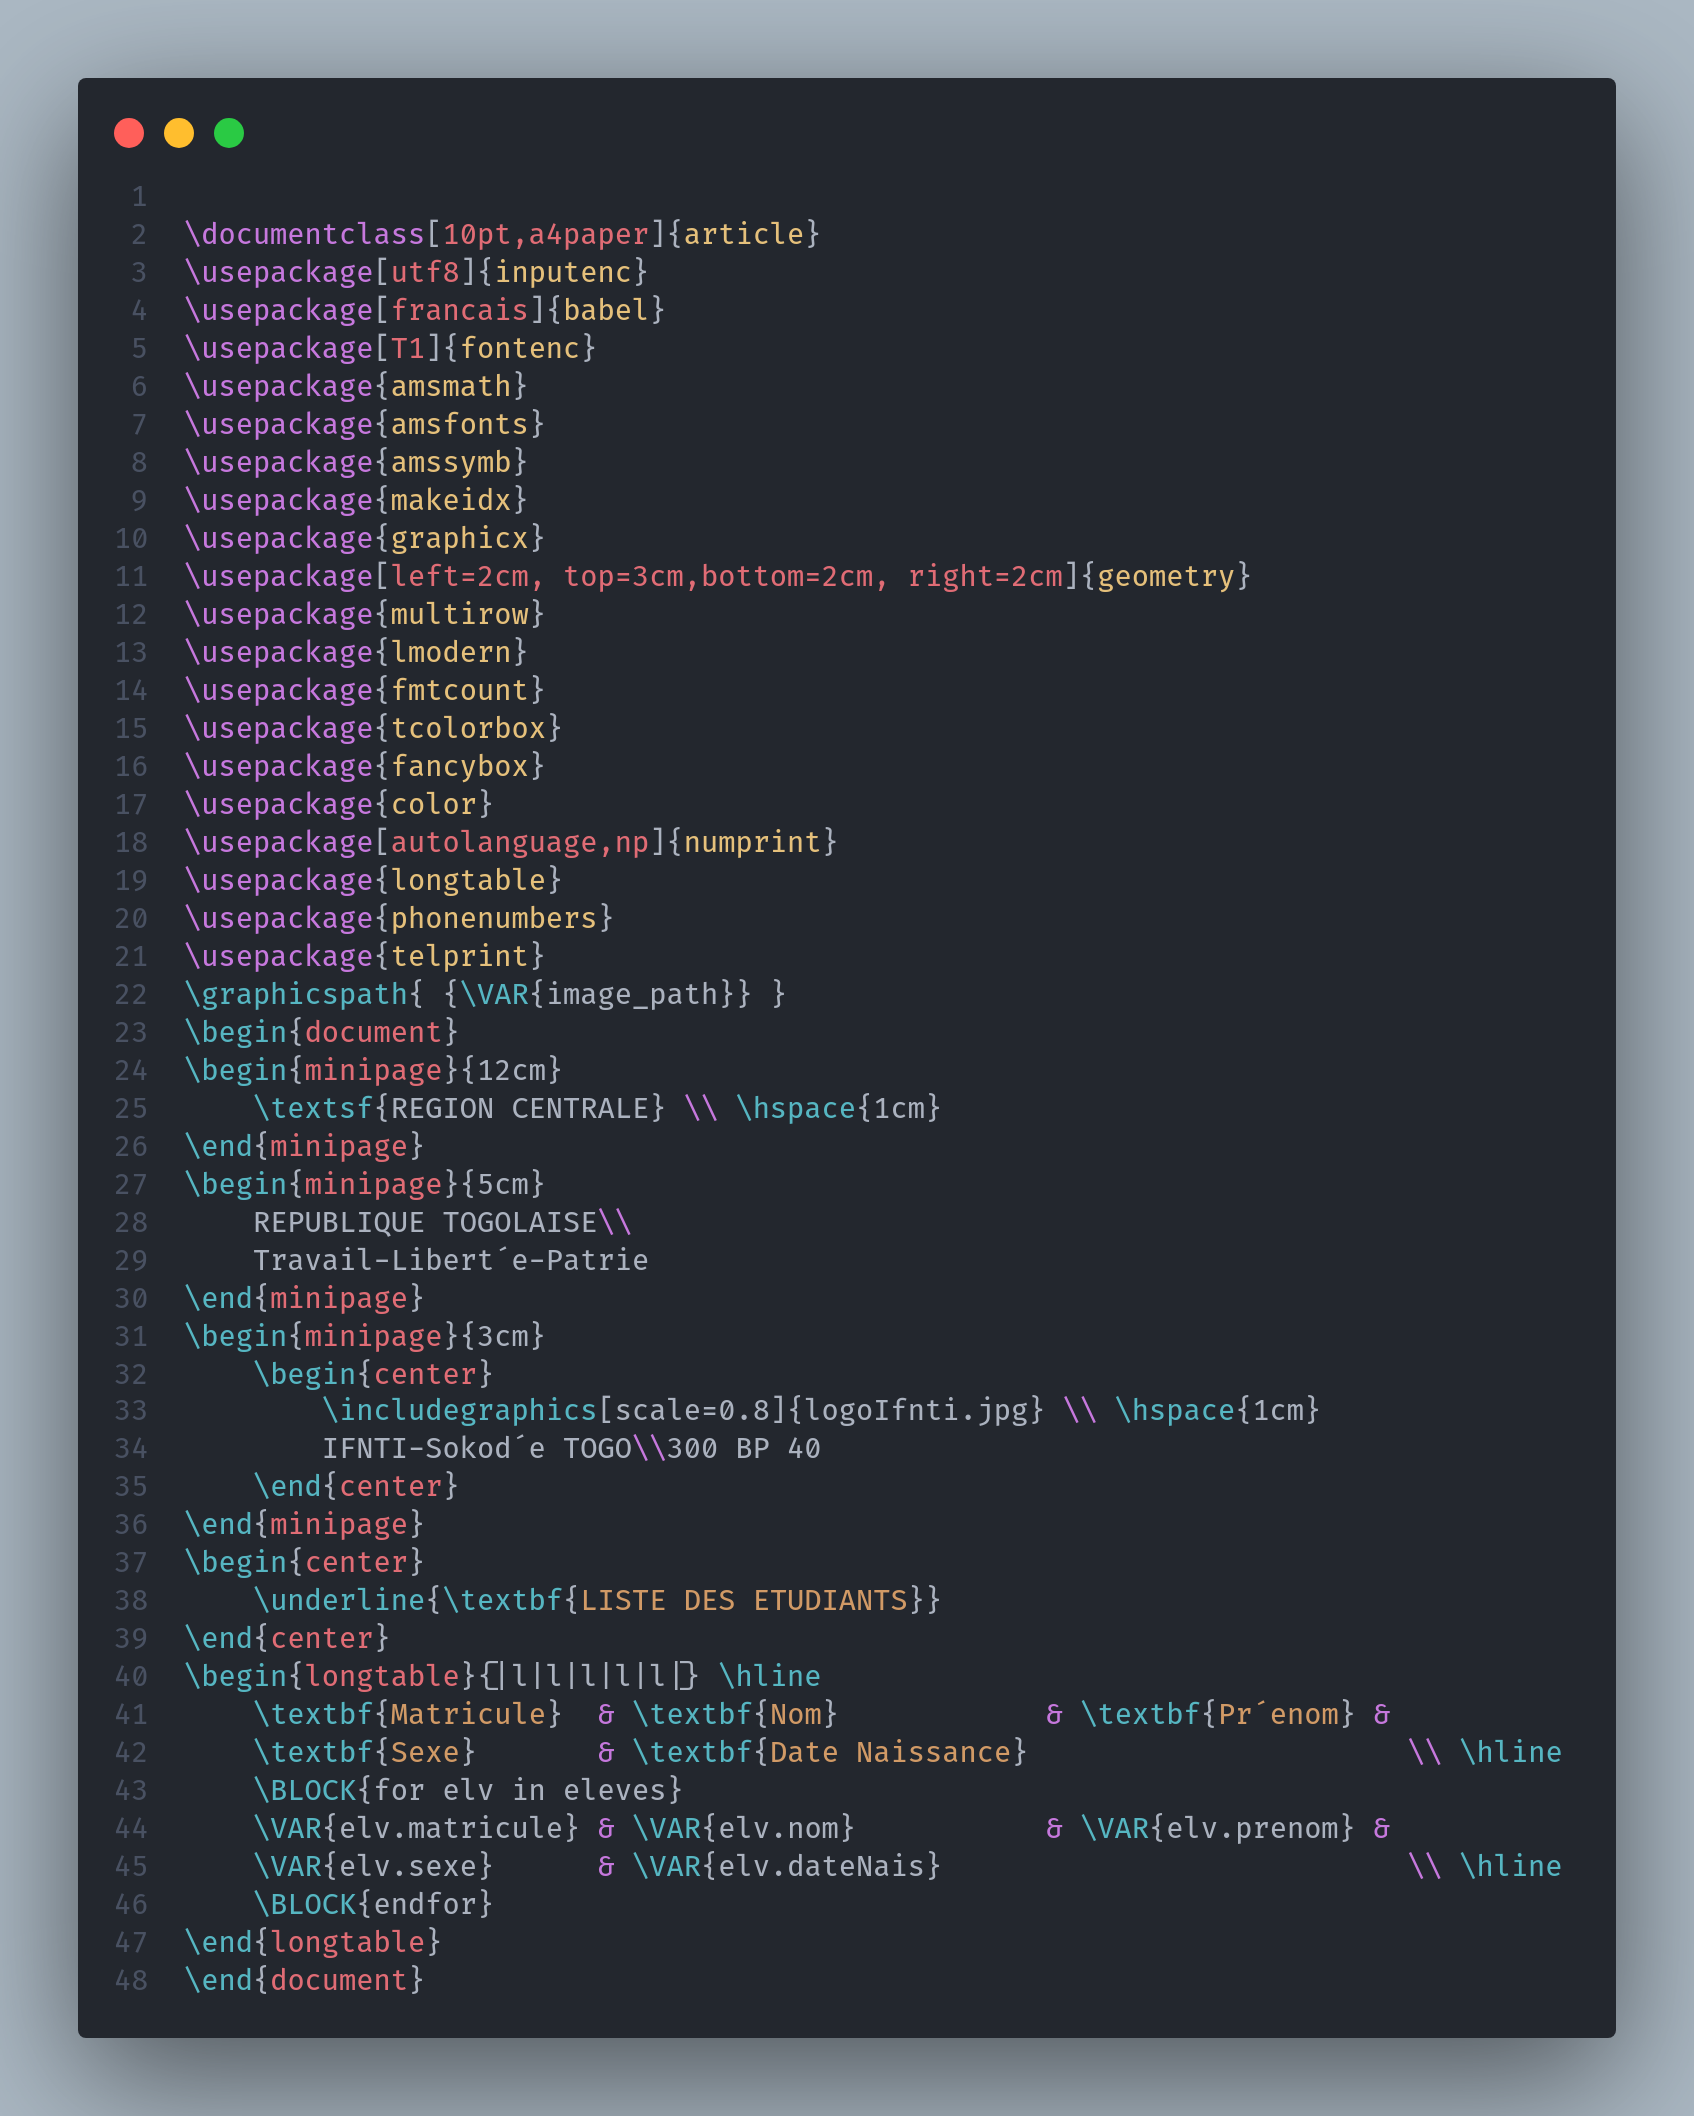 1
2 \documentclass[10pt,a4paper]{article}
3 \usepackage[utf8]{inputenc}
4 \usepackage[francais]{babel}
5 \usepackage[T1]{fontenc}
6 \usepackage{amsmath}
7 \usepackage{amsfonts}
8 \usepackage{amssymb}
9 \usepackage{makeidx}
10 \usepackage{graphicx}
11 \usepackage[left=2cm, top=3cm,bottom=2cm, right=2cm]{geometry}
12 \usepackage{multirow}
13 \usepackage{lmodern}
14 \usepackage{fmtcount}
15 \usepackage{tcolorbox}
16 \usepackage{fancybox}
17 \usepackage{color}
18 \usepackage[autolanguage,np]{numprint}
19 \usepackage{longtable}
20 \usepackage{phonenumbers}
21 \usepackage{telprint}
22 \graphicspath{ {\VAR{image_path}} }
23 \begin{document}
24 \begin{minipage}{12cm}
25     \textsf{REGION CENTRALE} \\ \hspace{1cm}
26 \end{minipage}
27 \begin{minipage}{5cm}
28     REPUBLIQUE TOGOLAISE\\
29     Travail-Libert´e-Patrie
30 \end{minipage}
31 \begin{minipage}{3cm}
32     \begin{center}
33         \includegraphics[scale=0.8]{logoIfnti.jpg} \\ \hspace{1cm}
34         IFNTI-Sokod´e TOGO\\300 BP 40
35     \end{center}
36 \end{minipage}
37 \begin{center}
38     \underline{\textbf{LISTE DES ETUDIANTS}}
39 \end{center}
40 \begin{longtable}{|l|l|l|l|l|} \hline
41     \textbf{Matricule}  & \textbf{Nom}            & \textbf{Pr´enom} &
42     \textbf{Sexe}       & \textbf{Date Naissance}                      \\ \hline
43     \BLOCK{for elv in eleves}
44     \VAR{elv.matricule} & \VAR{elv.nom}           & \VAR{elv.prenom} &
45     \VAR{elv.sexe}      & \VAR{elv.dateNais}                           \\ \hline
46     \BLOCK{endfor}
47 \end{longtable}
48 \end{document}